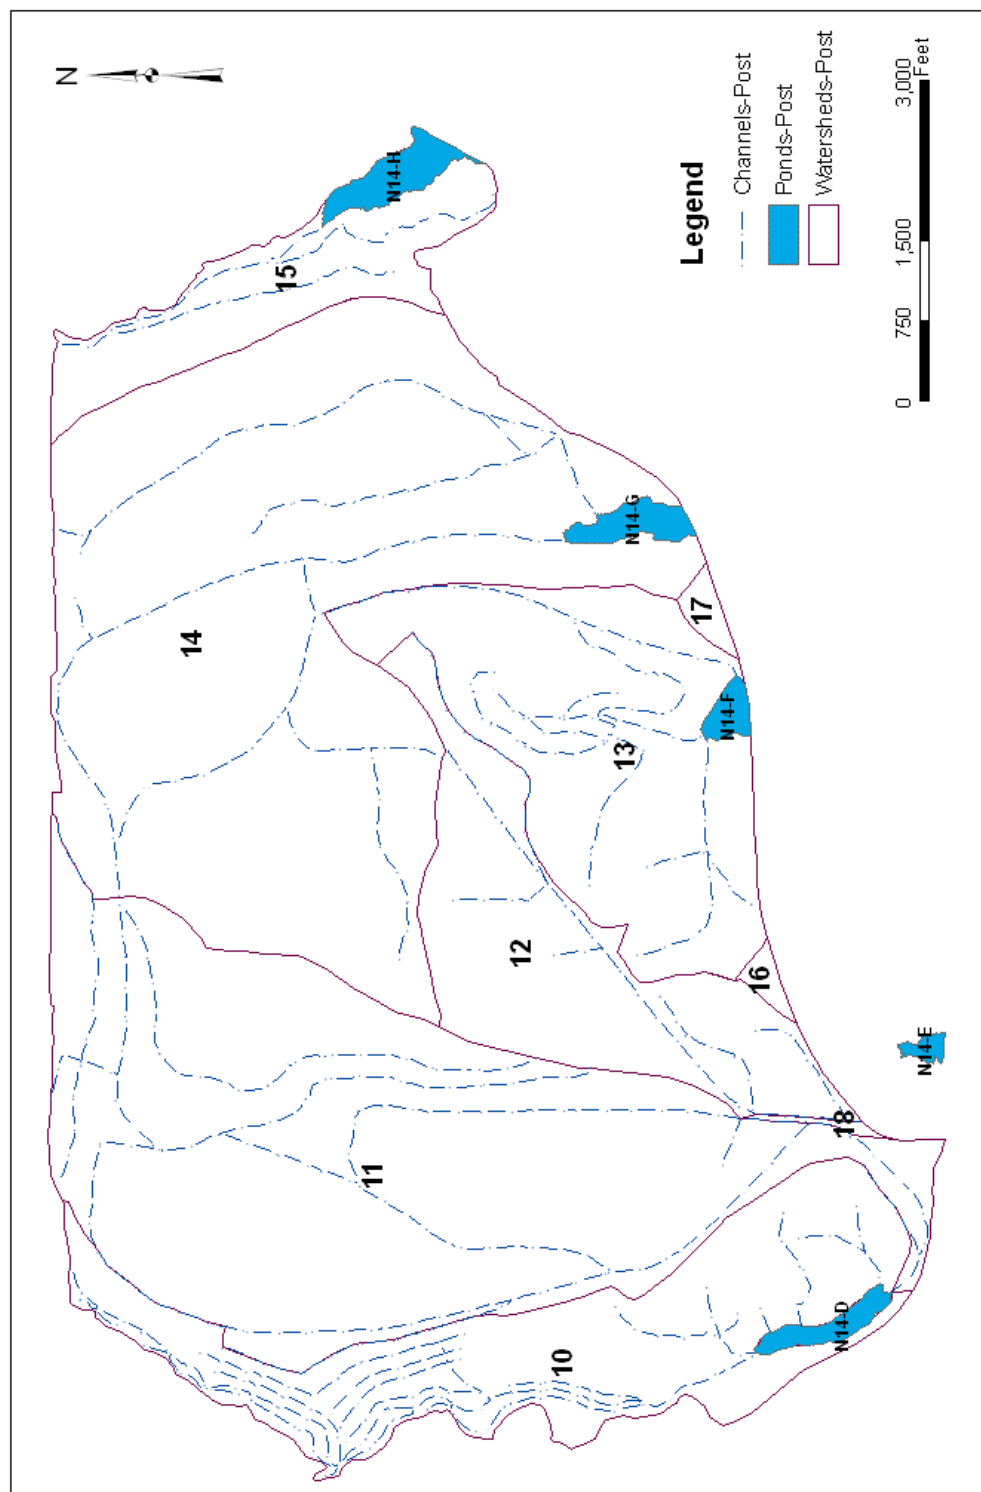 N
N14-H
15
Legend
Channels-Post
Ponds-Post
Watersheds-Post
0 750 1,500 3,000
Feet
14
N14-G
17
N14-F
13
12
16
N14-E
18
11
10
N14-D